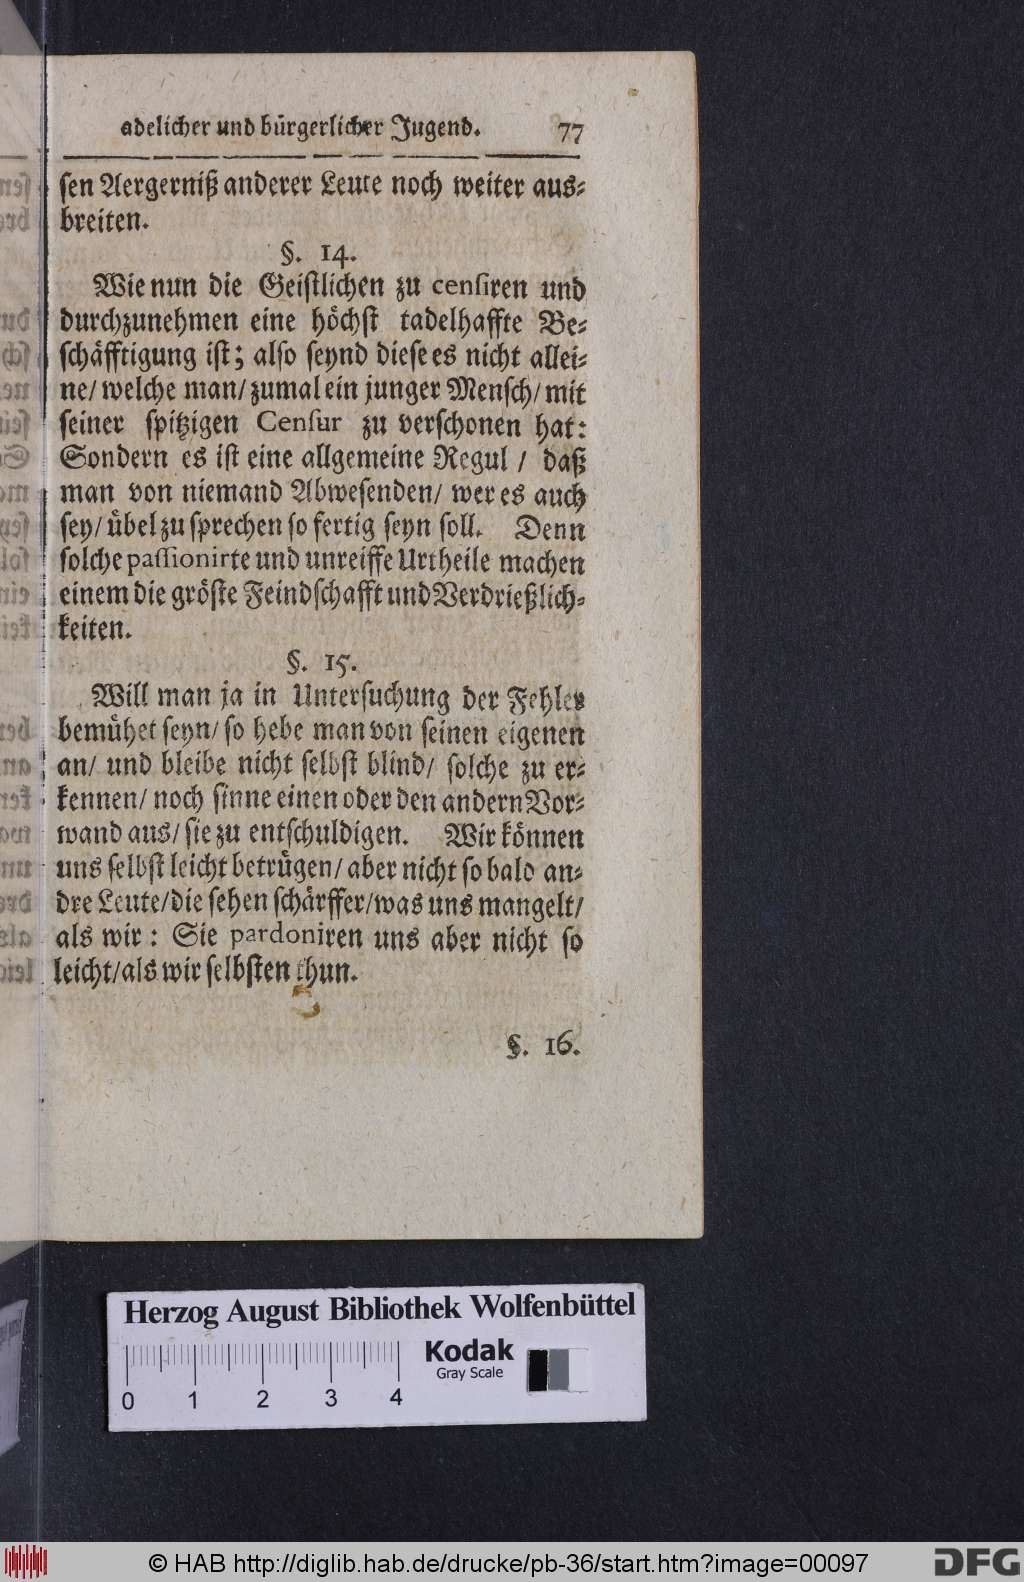 adelicher und bürgerlicher Jugend. 77
sen Aergerniß anderer Leute noch weiter aus-
breiten.
§. 14.
Wie nun die Geistlichen zu censiren und
durchzunehmen eine höchst tadelhaffte Be-
schäfftigung ist; also seynd diese es nicht allei-
ne/ welche man/ zumal ein junger Mensch/ mit
seiner spitzigen Censur zu verschonen hat:
Sondern es ist eine allgemeine Regul / daß
man von niemand Abwesenden/ wer es auch
sey/ übel zu sprechen so fertig seyn soll. Denn
solche passionirte und unreiffe Urtheile machen
einem die gröste Feindschafft und Verdrießlich-
keiten.
§. 15.
Will man ja in Untersuchung der Fehler
bemühet seyn/ so hebe man von seinen eigenen
an/ und bleibe nicht selbst blind/ solche zu er-
kennen/ noch sinne einen oder den andern Vor-
wand aus/ sie zu entschuldigen. Wir können
uns selbst leicht betrügen/ aber nicht so bald an-
dre Leute/ die sehen schärffer/ was uns mangelt/
als wir: Sie pardoniren uns aber nicht so
leicht/ als wir selbsten thun.
§. 16.
Herzog August Bibliothek Wolfenbüttel
Kodak
Gray Scale
0 1 2 3 4
© HAB http://diglib.hab.de/drucke/pb-36/start.htm?image=00097
DFG